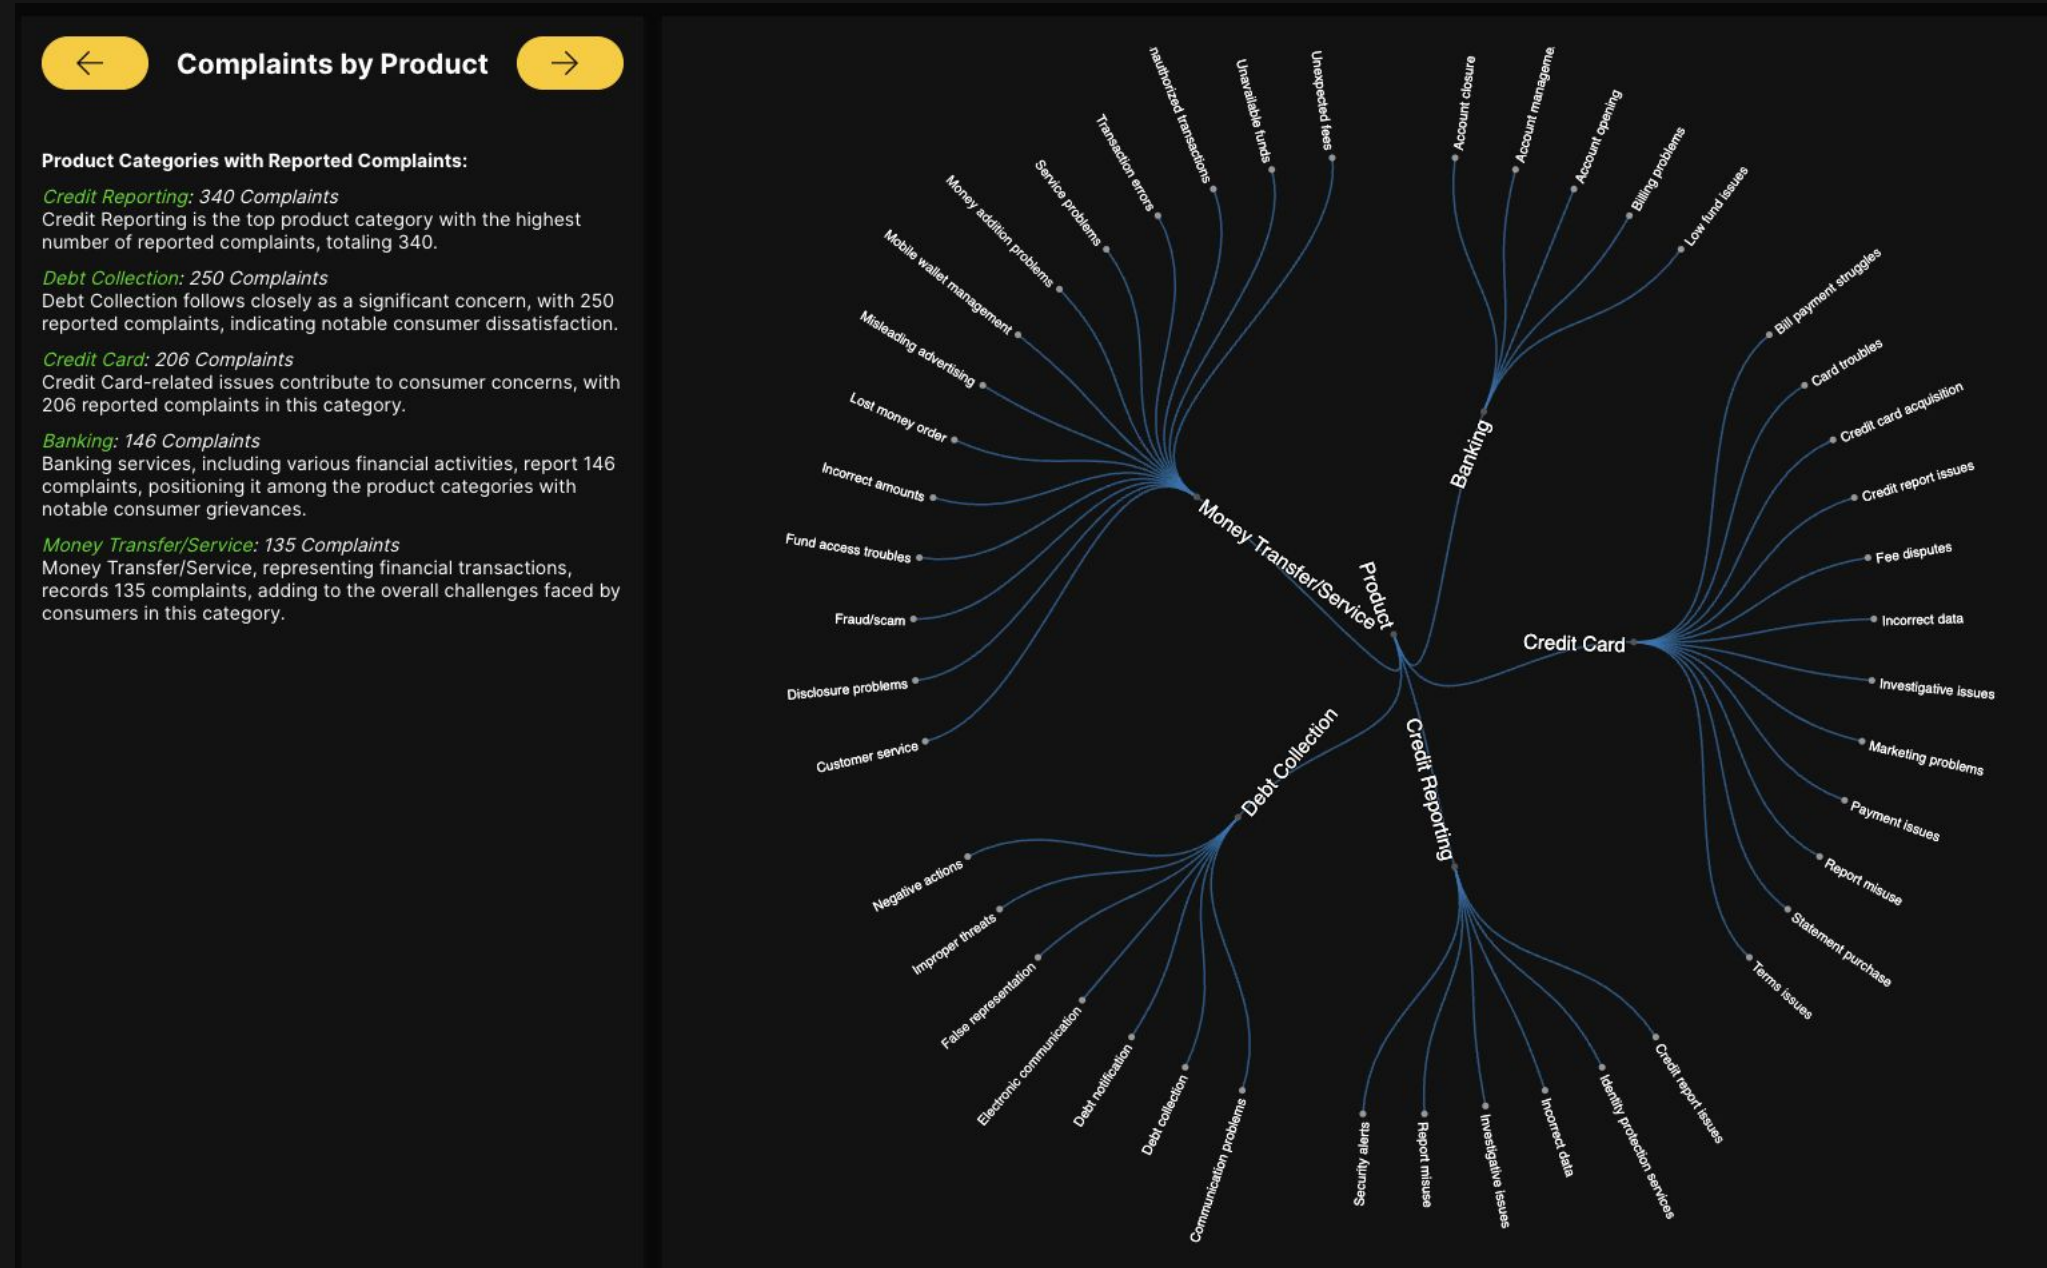 Complaints by Product
Product Categories with Reported Complaints:
Credit Reporting: 340 Complaints
Credit Reporting is the top product category with the highest
number of reported complaints, totaling 340.
Debt Collection: 250 Complaints
Debt Collection follows closely as a significant concern, with 250
reported complaints, indicating notable consumer dissatisfaction.
Credit Card: 206 Complaints
Credit Card-related issues contribute to consumer concerns, with
206 reported complaints in this category.
Banking: 146 Complaints
Banking services, including various financial activities, report 146
complaints, positioning it among the product categories with
notable consumer grievances.
Money Transfer/Service: 135 Complaints
Money Transfer/Service, representing financial transactions,
records 135 complaints, adding to the overall challenges faced by
consumers in this category.
Product
Banking
Account closure
Account manageme
Account opening
Billing problems
Low fund issues
Credit Card
Bill payment struggles
Card troubles
Credit card acquisition
Credit report issues
Fee disputes
Incorrect data
Investigative issues
Marketing problems
Payment issues
Report misuse
Statement purchase
Terms issues
Credit Reporting
Credit report issues
Identity protection services
Incorrect data
Investigative issues
Report misuse
Security alerts
Debt Collection
Communication problems
Debt collection
Debt notification
Electronic communication
False representation
Improper threats
Negative actions
Money Transfer/Service
Customer service
Disclosure problems
Fraud/scam
Fund access troubles
Incorrect amounts
Lost money order
Misleading advertising
Mobile wallet management
Money addition problems
Service problems
Transaction errors
nauthorized transactions
Unavailable funds
Unexpected fees